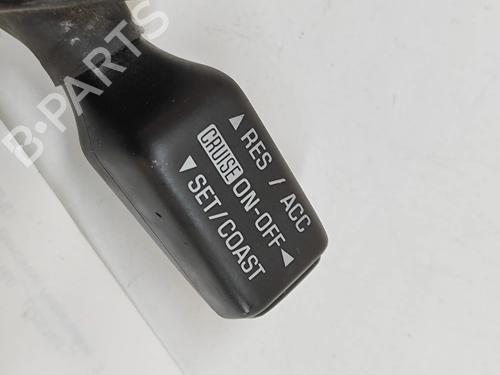 ▲ RES / ACC
CRUISE ON-OFF ▶
▼ SET/COAST
B·PARTS